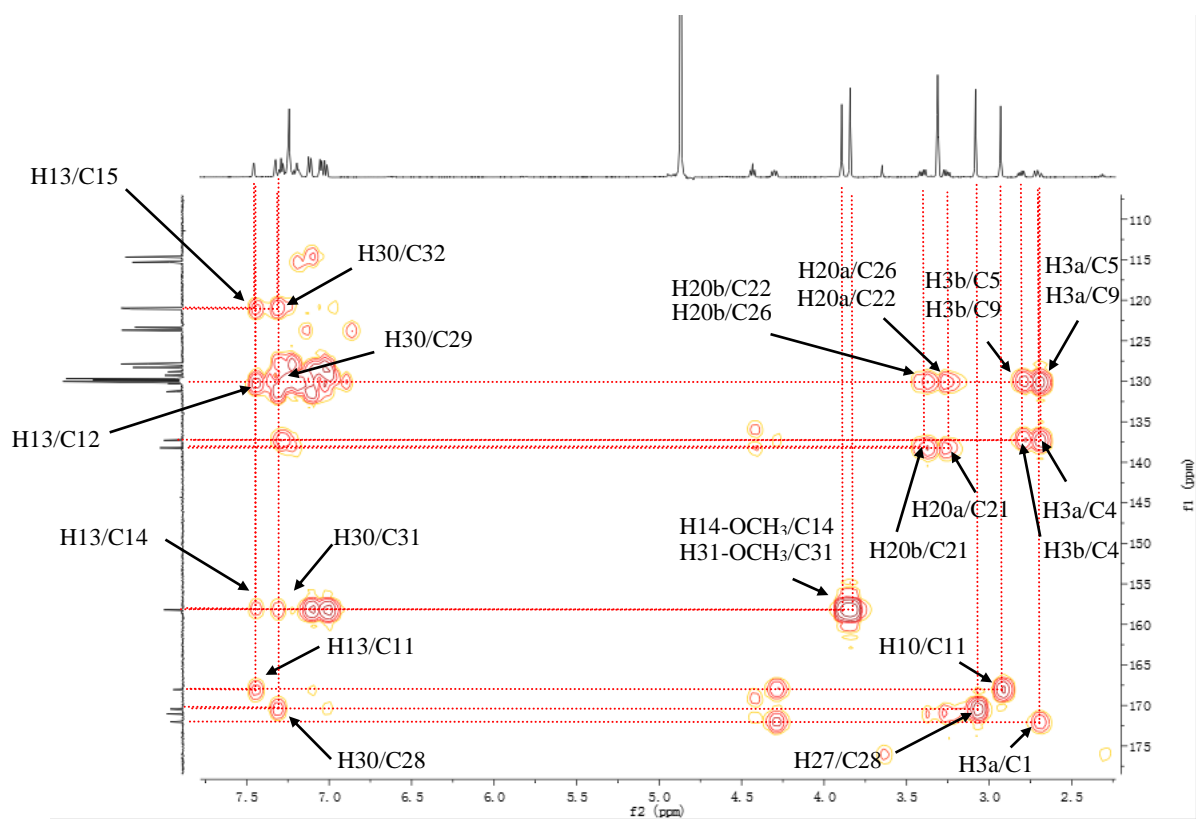 H13/C15
H30/C32
H20b/C22
H20b/C26
H20a/C26
H20a/C22
H3b/C5
H3b/C9
H3a/C5
H3a/C9
H30/C29
H13/C12
H13/C14
H30/C31
H14-OCH₃/C14
H31-OCH₃/C31
H20b/C21
H20a/C21
H3a/C4
H3b/C4
H13/C11
H10/C11
H30/C28
H27/C28
H3a/C1
110
115
120
125
130
135
140
145
150
155
160
165
170
175
f1 (ppm)
7.5 7.0 6.5 6.0 5.5 5.0 4.5 4.0 3.5 3.0 2.5
f2 (ppm)